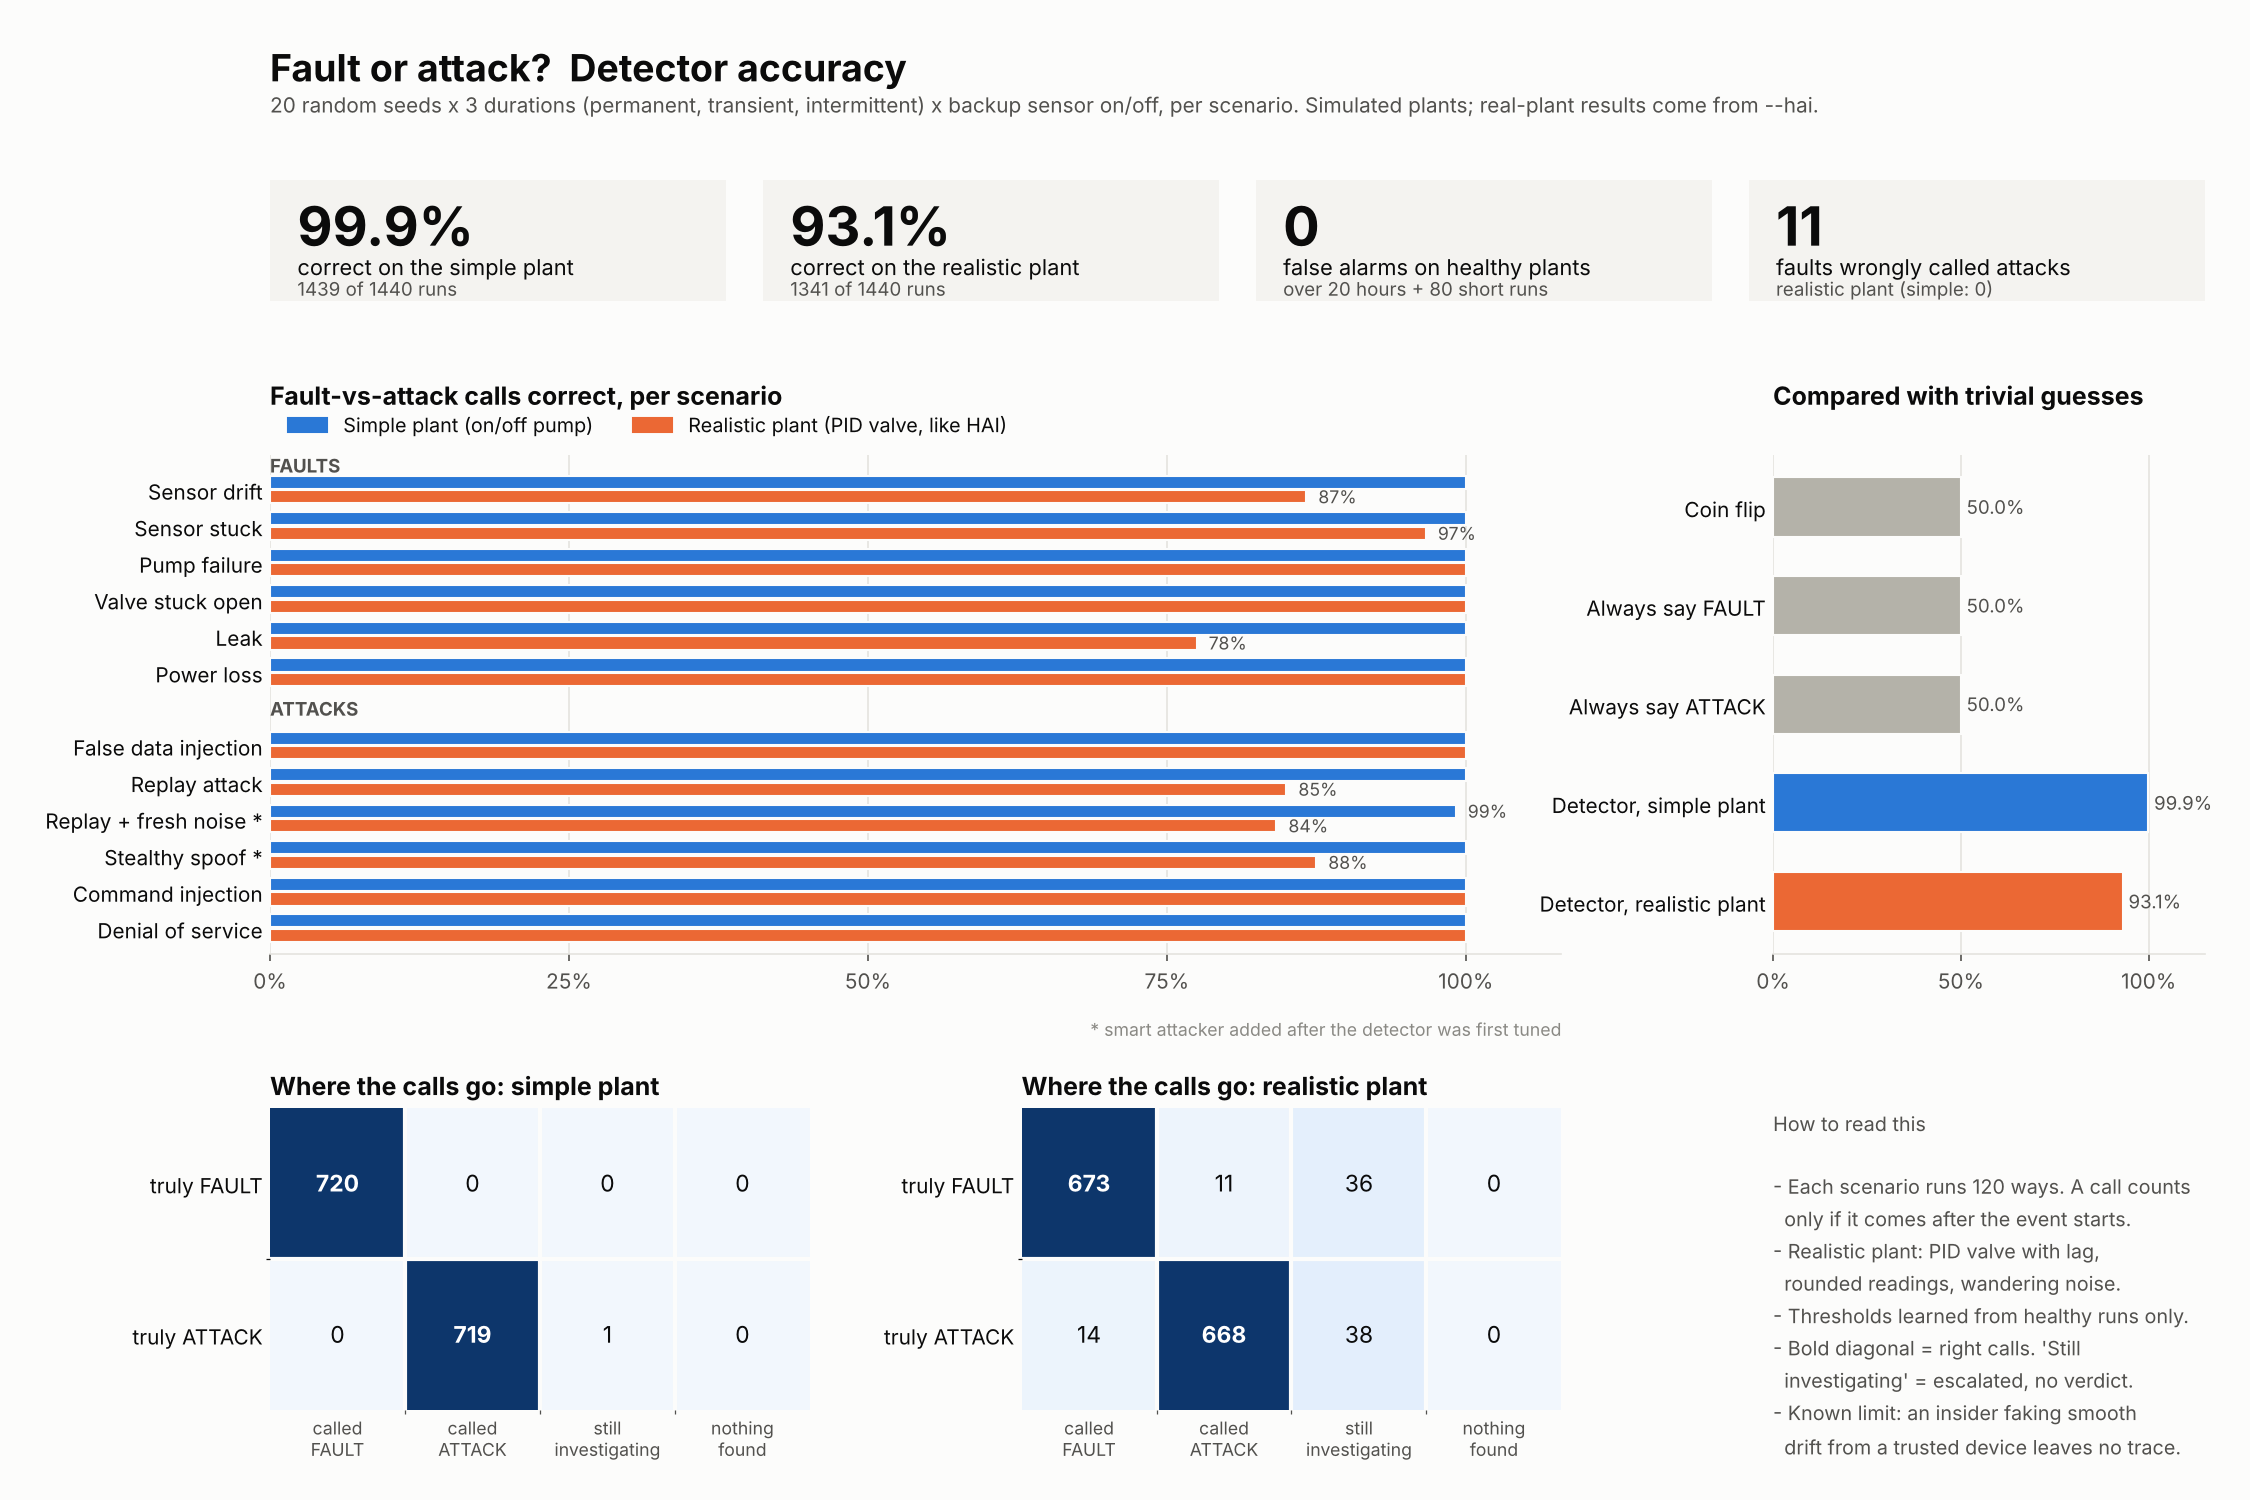 Fault or attack?  Detector accuracy
20 random seeds x 3 durations (permanent, transient, intermittent) x backup sensor on/off, per scenario. Simulated plants; real-plant results come from --hai.
99.9%
correct on the simple plant
1439 of 1440 runs
93.1%
correct on the realistic plant
1341 of 1440 runs
0
false alarms on healthy plants
over 20 hours + 80 short runs
11
faults wrongly called attacks
realistic plant (simple: 0)
Fault-vs-attack calls correct, per scenario
Simple plant (on/off pump)
Realistic plant (PID valve, like HAI)
FAULTS
Sensor drift
87%
Sensor stuck
97%
Pump failure
Valve stuck open
Leak
78%
Power loss
ATTACKS
False data injection
Replay attack
85%
Replay + fresh noise *
99%
84%
Stealthy spoof *
88%
Command injection
Denial of service
0%
25%
50%
75%
100%
* smart attacker added after the detector was first tuned
Compared with trivial guesses
Coin flip
50.0%
Always say FAULT
50.0%
Always say ATTACK
50.0%
Detector, simple plant
99.9%
Detector, realistic plant
93.1%
0%
50%
100%
Where the calls go: simple plant
truly FAULT
720
0
0
0
truly ATTACK
0
719
1
0
called
FAULT
called
ATTACK
still
investigating
nothing
found
Where the calls go: realistic plant
truly FAULT
673
11
36
0
truly ATTACK
14
668
38
0
called
FAULT
called
ATTACK
still
investigating
nothing
found
How to read this
- Each scenario runs 120 ways. A call counts
only if it comes after the event starts.
- Realistic plant: PID valve with lag,
rounded readings, wandering noise.
- Thresholds learned from healthy runs only.
- Bold diagonal = right calls. 'Still
investigating' = escalated, no verdict.
- Known limit: an insider faking smooth
drift from a trusted device leaves no trace.